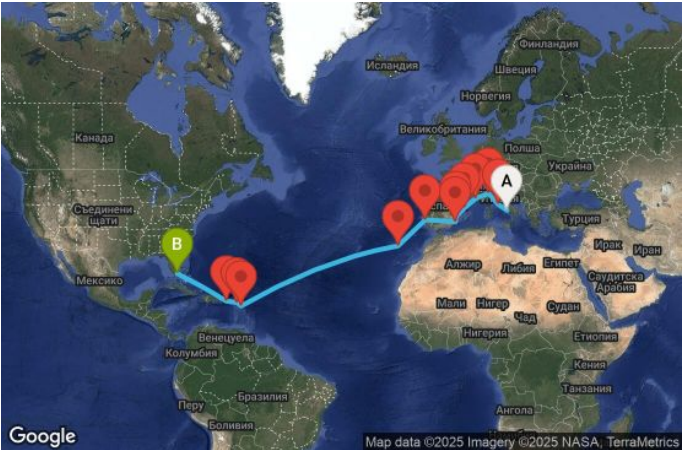 Финландия
Исландия
Швеция
Норвегия
Великобритания
Канада
Полша
Украйна
A
Съединени
щати
Турция
B
Ирак
Иран
Мексико
Алжир
Либия
Египет
Саудитска
Арабия
Мали
Нигер
Судан
Чад
Венецуела
Нигерия
Етиопия
Колумбия
Кения
Бразилия
Танзания
Перу
Ангола
Боливия
Google
Map data ©2025 Imagery ©2025 NASA, TerraMetrics